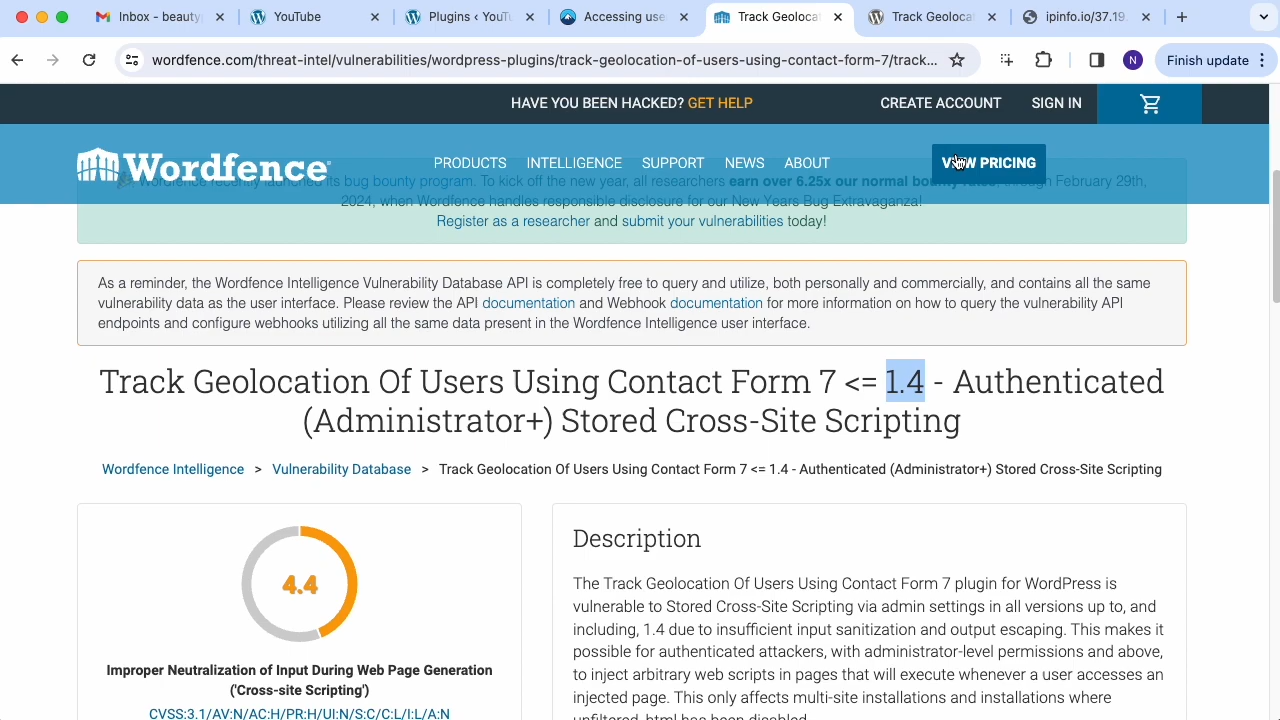 Inbox - beauty
YouTube
Plugins ‹ YouTu
Accessing use
Track Geoloca
Track Geoloca
ipinfo.io/37.19.
wordfence.com/threat-intel/vulnerabilities/wordpress-plugins/track-geolocation-of-users-using-contact-form-7/track...
N
Finish update
HAVE YOU BEEN HACKED? GET HELP
CREATE ACCOUNT
SIGN IN
Wordfence
PRODUCTS
INTELLIGENCE
SUPPORT
NEWS
ABOUT
VIEW PRICING
Wordfence recently launched its bug bounty program. To kick off the new year, all researchers earn over 6.25x our normal bounty rates, through February 29th,
2024, when Wordfence handles responsible disclosure for our New Years Bug Extravaganza!
Register as a researcher and submit your vulnerabilities today!
As a reminder, the Wordfence Intelligence Vulnerability Database API is completely free to query and utilize, both personally and commercially, and contains all the same
vulnerability data as the user interface. Please review the API documentation and Webhook documentation for more information on how to query the vulnerability API
endpoints and configure webhooks utilizing all the same data present in the Wordfence Intelligence user interface.
Track Geolocation Of Users Using Contact Form 7 <= 1.4 - Authenticated
(Administrator+) Stored Cross-Site Scripting
Wordfence Intelligence > Vulnerability Database > Track Geolocation Of Users Using Contact Form 7 <= 1.4 - Authenticated (Administrator+) Stored Cross-Site Scripting
4.4
Improper Neutralization of Input During Web Page Generation
('Cross-site Scripting')
CVSS:3.1/AV:N/AC:H/PR:H/UI:N/S:C/C:L/I:L/A:N
Description
The Track Geolocation Of Users Using Contact Form 7 plugin for WordPress is
vulnerable to Stored Cross-Site Scripting via admin settings in all versions up to, and
including, 1.4 due to insufficient input sanitization and output escaping. This makes it
possible for authenticated attackers, with administrator-level permissions and above,
to inject arbitrary web scripts in pages that will execute whenever a user accesses an
injected page. This only affects multi-site installations and installations where
unfiltered_html has been disabled.